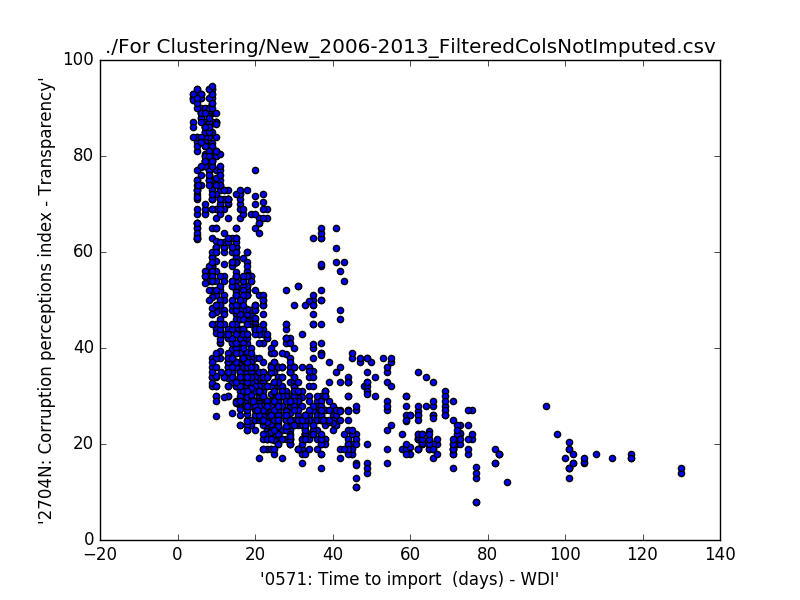 ./For Clustering/New_2006-2013_FilteredColsNotImputed.csv
'2704N: Corruption perceptions index - Transparency'
100
80
60
40
20
0
−20 0 20 40 60 80 100 120 140
'0571: Time to import  (days) - WDI'